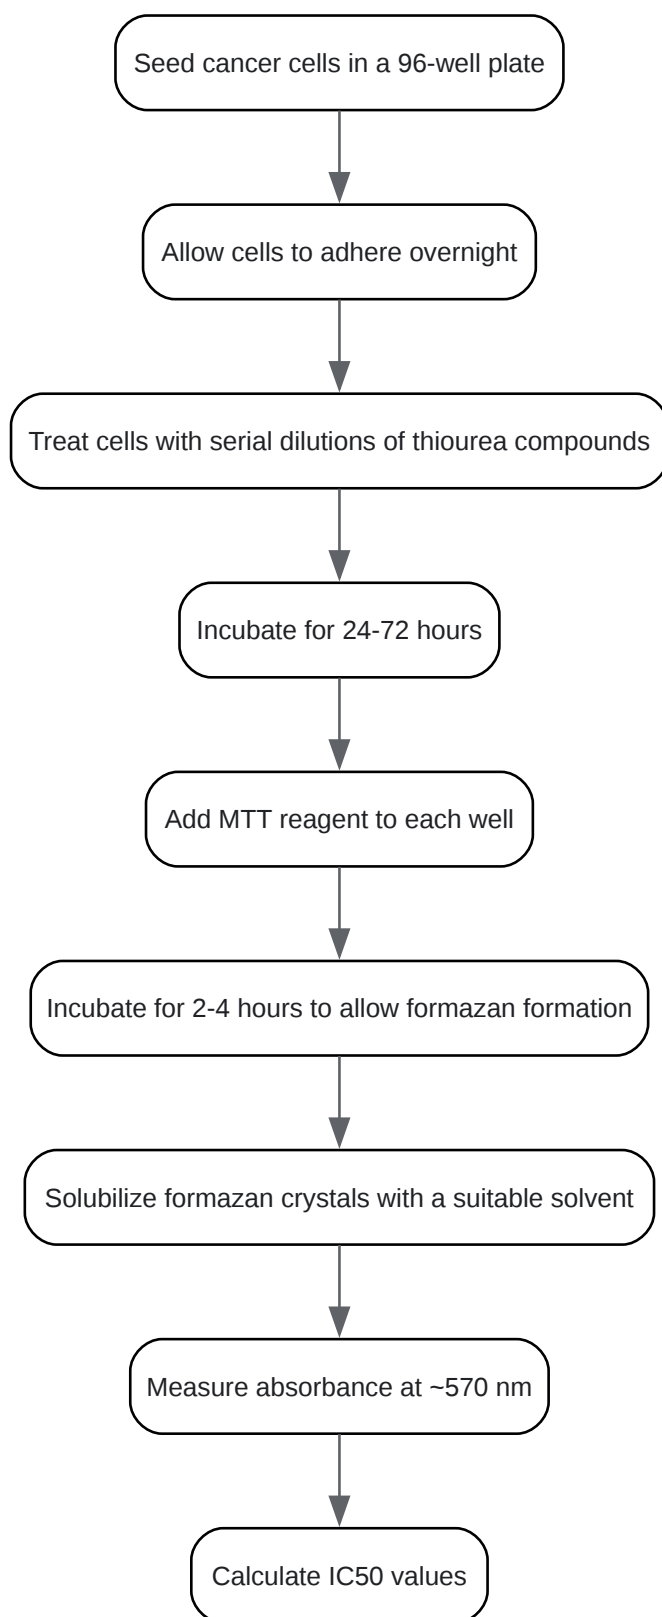 Seed cancer cells in a 96-well plate
Allow cells to adhere overnight
Treat cells with serial dilutions of thiourea compounds
Incubate for 24-72 hours
Add MTT reagent to each well
Incubate for 2-4 hours to allow formazan formation
Solubilize formazan crystals with a suitable solvent
Measure absorbance at ~570 nm
Calculate IC50 values